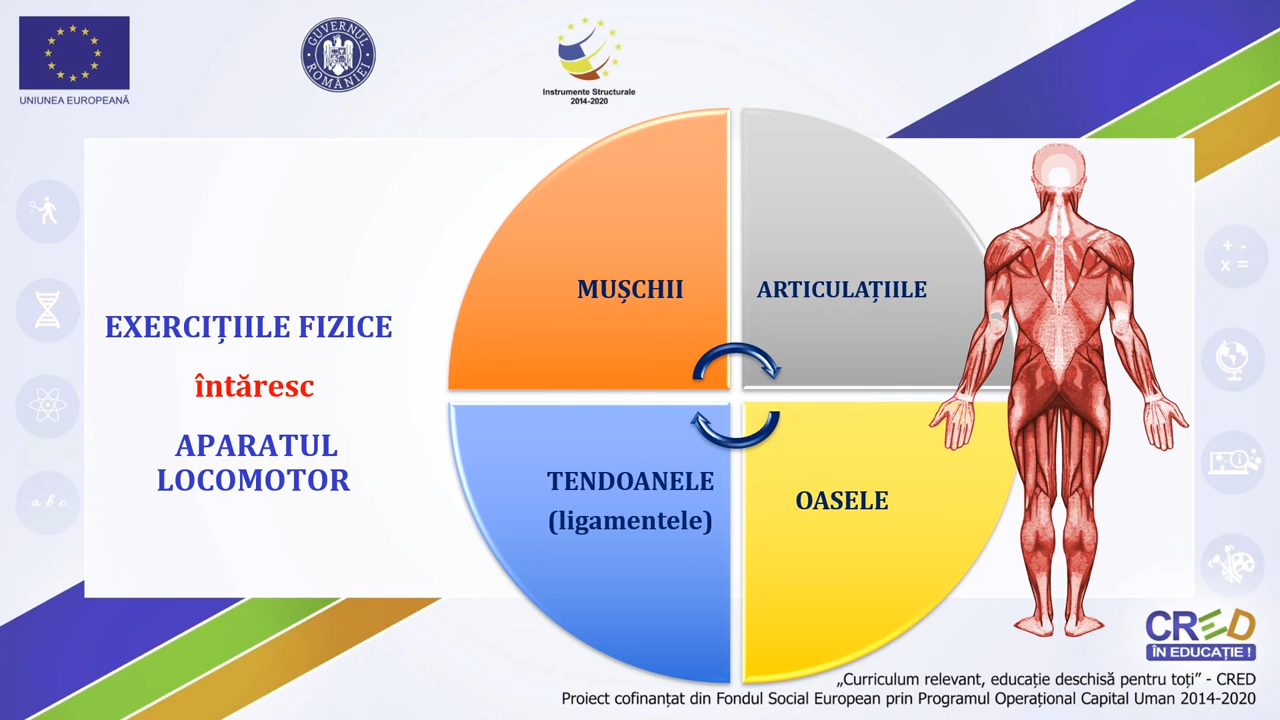 UNIUNEA EUROPEANĂ
GUVERNUL ROMÂNIEI
Instrumente Structurale
2014-2020
EXERCIȚIILE FIZICE
întăresc
APARATUL
LOCOMOTOR
MUȘCHII
ARTICULAȚIILE
TENDOANELE
(ligamentele)
OASELE
+ -
x =
a b c
i
CRED
ÎN EDUCAȚIE !
„Curriculum relevant, educație deschisă pentru toți” - CRED
Proiect cofinanțat din Fondul Social European prin Programul Operațional Capital Uman 2014-2020